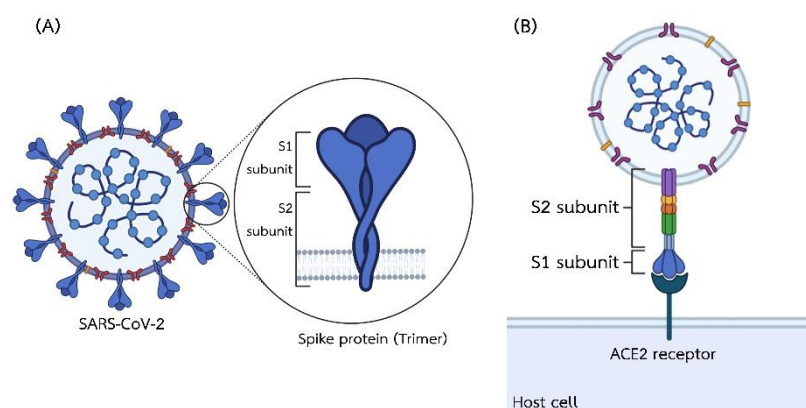 (A)
S1
subunit
S2
subunit
SARS-CoV-2
Spike protein (Trimer)
(B)
S2 subunit
S1 subunit
ACE2 receptor
Host cell